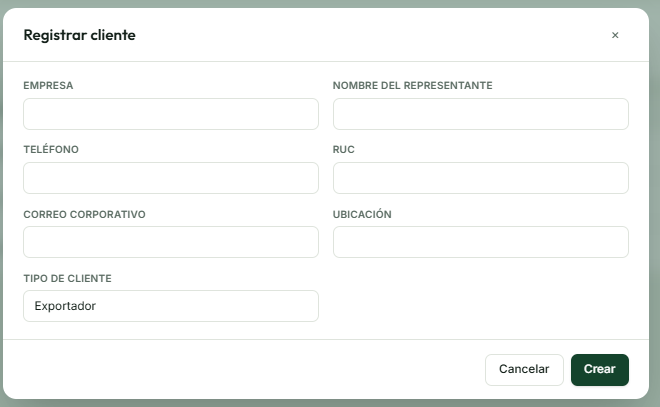 Registrar cliente ×
EMPRESA
NOMBRE DEL REPRESENTANTE
TELÉFONO
RUC
CORREO CORPORATIVO
UBICACIÓN
TIPO DE CLIENTE
Exportador
Cancelar
Crear